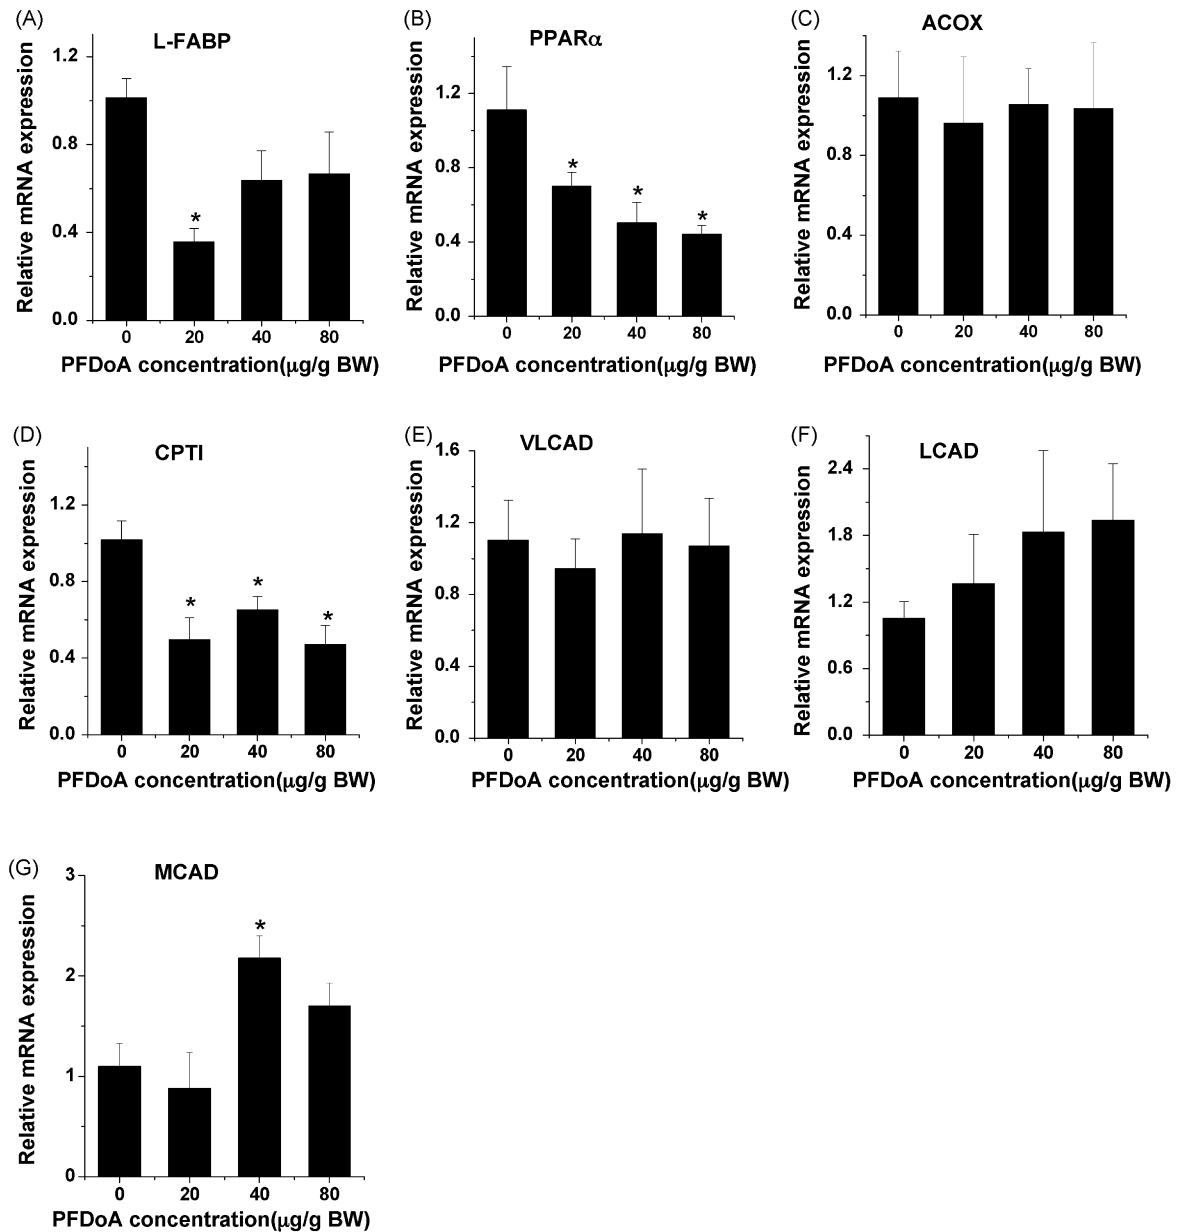 (A)
L-FABP
Relative mRNA expression
1.2
0.8
0.4
0.0
*
0
20
40
80
PFDoA concentration(μg/g BW)
(B)
PPARα
Relative mRNA expression
1.2
0.8
0.4
0.0
*
*
*
0
20
40
80
PFDoA concentration(μg/g BW)
(C)
ACOX
Relative mRNA expression
1.2
0.8
0.4
0.0
0
20
40
80
PFDoA concentration(μg/g BW)
(D)
CPTI
Relative mRNA expression
1.2
0.8
0.4
0.0
*
*
*
0
20
40
80
PFDoA concentration(μg/g BW)
(E)
VLCAD
Relative mRNA expression
1.6
1.2
0.8
0.4
0.0
0
20
40
80
PFDoA concentration(μg/g BW)
(F)
LCAD
Relative mRNA expression
2.4
1.8
1.2
0.6
0.0
0
20
40
80
PFDoA concentration(μg/g BW)
(G)
MCAD
Relative mRNA expression
3
2
1
0
*
0
20
40
80
PFDoA concentration(μg/g BW)